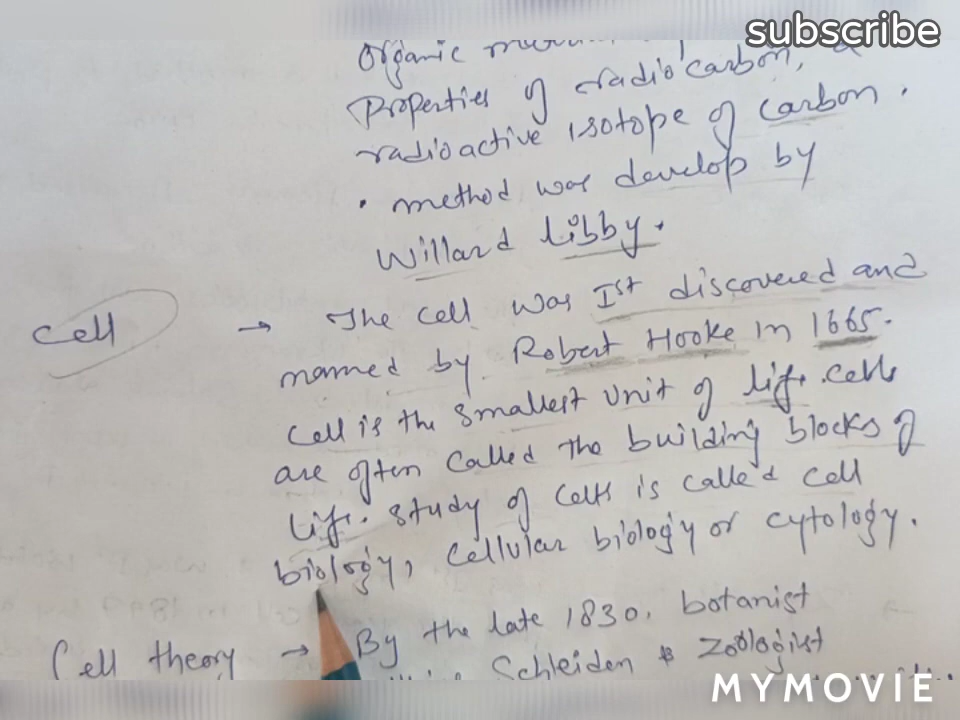 subscribe
Organic
Properties of radio carbon, a
radioactive isotope of carbon.
• method was develop by
Willard Libby.
Cell → The cell was Ist discovered and
named by Robert Hooke in 1665.
Cell is the smallest unit of life. cells
are often called the building blocks of
life. study of cells is called cell
biology, cellular biology or cytology.
Cell theory → By the late 1830. botanist
Schleiden & Zoologist
MYMOVIE